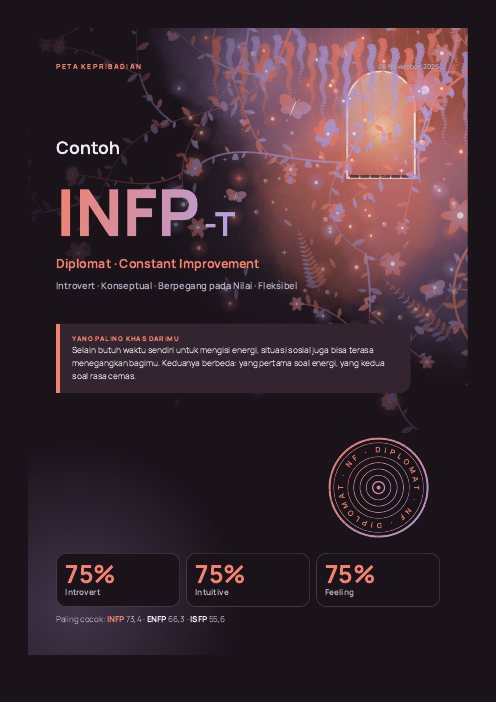 PETA KEPRIBADIAN
26 November 2025
Contoh
INFP-T
Diplomat · Constant Improvement
Introvert · Konseptual · Berpegang pada Nilai · Fleksibel
YANG PALING KHAS DARIMU
Selain butuh waktu sendiri untuk mengisi energi, situasi sosial juga bisa terasa
menegangkan bagimu. Keduanya berbeda: yang pertama soal energi, yang kedua
soal rasa cemas.
DIPLOMAT · NF · DIPLOMAT · NF ·
75% 75% 75%
Introvert Intuitive Feeling
Paling cocok: INFP 73,4 · ENFP 66,3 · ISFP 55,6